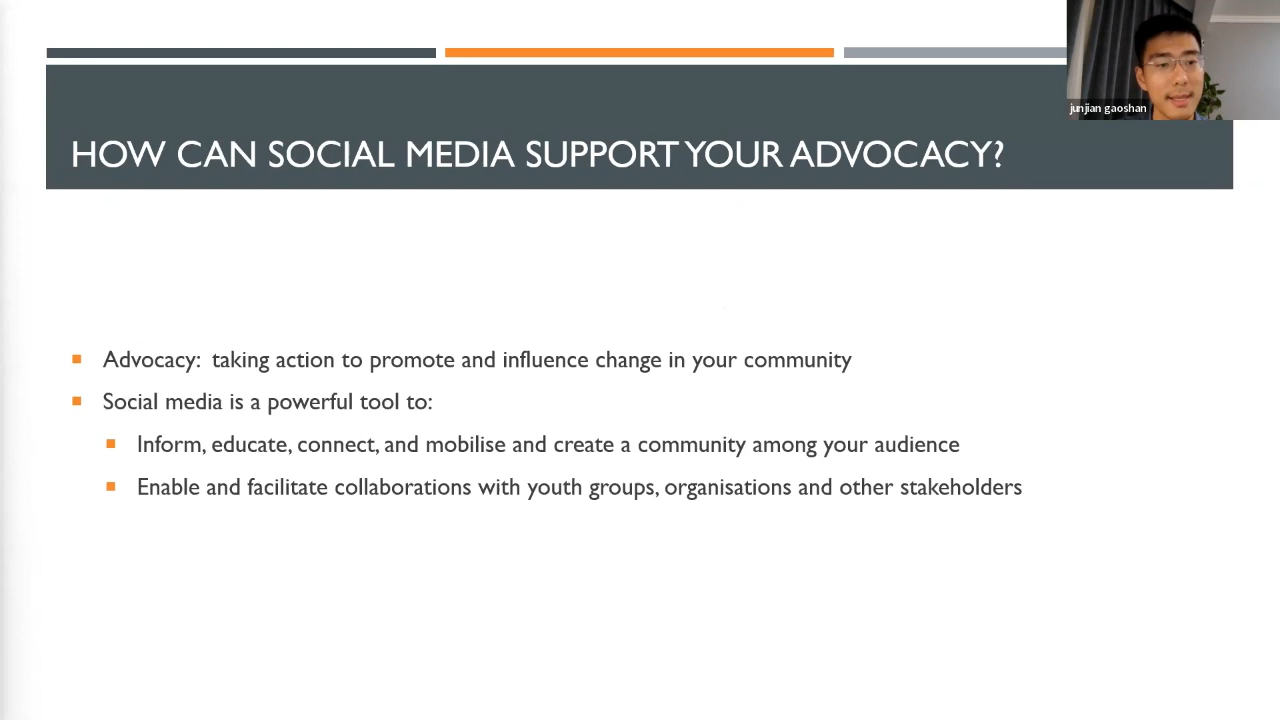 junjian gaoshan
HOW CAN SOCIAL MEDIA SUPPORT YOUR ADVOCACY?
Advocacy: taking action to promote and influence change in your community
Social media is a powerful tool to:
Inform, educate, connect, and mobilise and create a community among your audience
Enable and facilitate collaborations with youth groups, organisations and other stakeholders